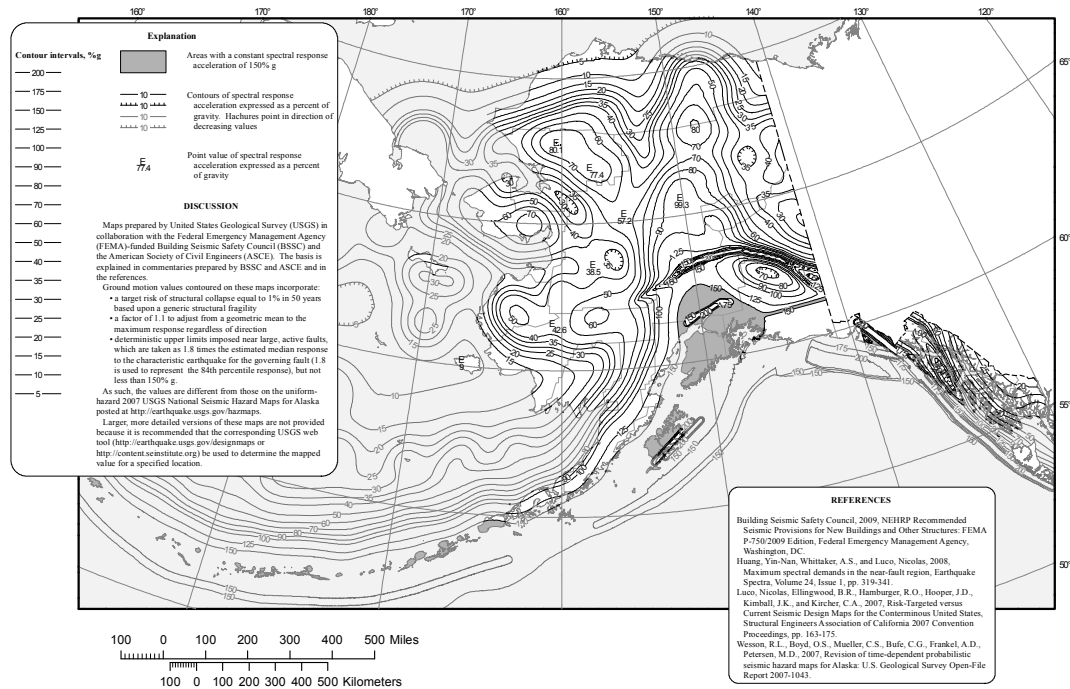 160° 170° 180° 170° 160° 150° 140° 130° 120°
65°
60°
55°
50°
Explanation
Contour intervals, %g
200
175
150
125
100
90
80
70
60
50
40
35
30
25
20
15
10
5
Areas with a constant spectral response
acceleration of 150% g
10
10
10
10
Contours of spectral response
acceleration expressed as a percent of
gravity. Hachures point in direction of
decreasing values
77.4
Point value of spectral response
acceleration expressed as a percent
of gravity
DISCUSSION
Maps prepared by United States Geological Survey (USGS) in
collaboration with the Federal Emergency Management Agency
(FEMA)-funded Building Seismic Safety Council (BSSC) and
the American Society of Civil Engineers (ASCE). The basis is
explained in commentaries prepared by BSSC and ASCE and in
the references.
Ground motion values contoured on these maps incorporate:
• a target risk of structural collapse equal to 1% in 50 years
based upon a generic structural fragility
• a factor of 1.1 to adjust from a geometric mean to the
maximum response regardless of direction
• deterministic upper limits imposed near large, active faults,
which are taken as 1.8 times the estimated median response
to the characteristic earthquake for the governing fault (1.8
is used to represent the 84th percentile response), but not
less than 150% g.
As such, the values are different from those on the uniform-
hazard 2007 USGS National Seismic Hazard Maps for Alaska
posted at http://earthquake.usgs.gov/hazmaps.
Larger, more detailed versions of these maps are not provided
because it is recommended that the corresponding USGS web
tool (http://earthquake.usgs.gov/designmaps or
http://content.seinstitute.org) be used to determine the mapped
value for a specified location.
80.1
77.4
57.2
99.3
38.5
42.6
9
REFERENCES
Building Seismic Safety Council, 2009, NEHRP Recommended
Seismic Provisions for New Buildings and Other Structures: FEMA
P-750/2009 Edition, Federal Emergency Management Agency,
Washington, DC.
Huang, Yin-Nan, Whittaker, A.S., and Luco, Nicolas, 2008,
Maximum spectral demands in the near-fault region, Earthquake
Spectra, Volume 24, Issue 1, pp. 319-341.
Luco, Nicolas, Ellingwood, B.R., Hamburger, R.O., Hooper, J.D.,
Kimball, J.K., and Kircher, C.A., 2007, Risk-Targeted versus
Current Seismic Design Maps for the Conterminous United States,
Structural Engineers Association of California 2007 Convention
Proceedings, pp. 163-175.
Wesson, R.L., Boyd, O.S., Mueller, C.S., Bufe, C.G., Frankel, A.D.,
Petersen, M.D., 2007, Revision of time-dependent probabilistic
seismic hazard maps for Alaska: U.S. Geological Survey Open-File
Report 2007-1043.
100 0 100 200 300 400 500 Miles
100 0 100 200 300 400 500 Kilometers